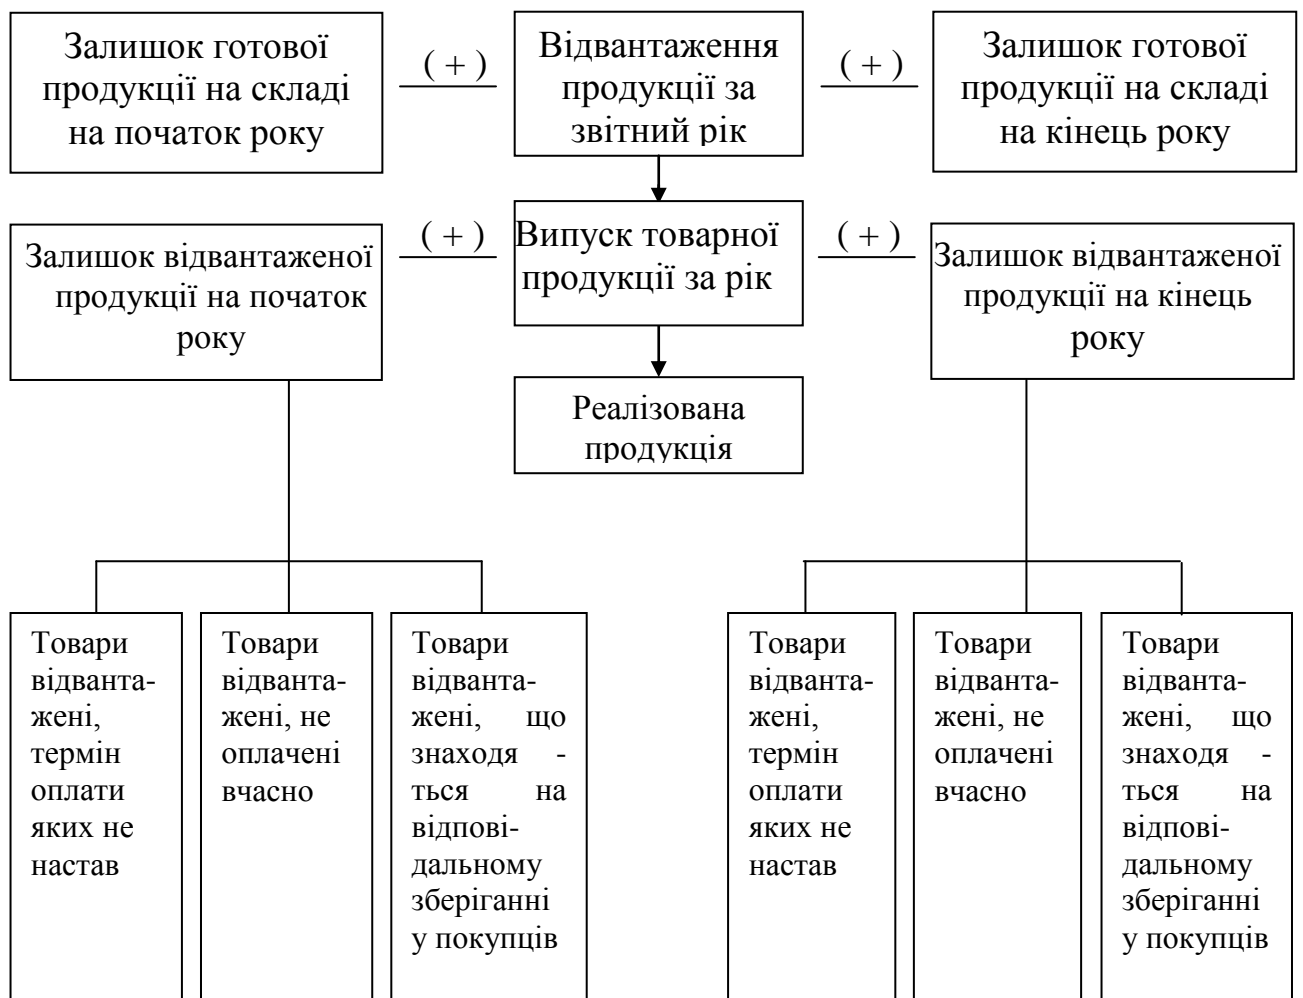 Залишок готової
продукції на складі
на початок року
( + )
Відвантаження
продукції за
звітний рік
( + )
Залишок готової
продукції на складі
на кінець року
Залишок відвантаженої
продукції на початок
року
( + )
Випуск товарної
продукції за рік
( + )
Залишок відвантаженої
продукції на кінець
року
Реалізована
продукція
Товари
відванта-
жені,
термін
оплати
яких не
настав
Товари
відванта-
жені, не
оплачені
вчасно
Товари
відванта-
жені, що
знаходя -
ться на
відпові-
дальному
зберіганні
у покупців
Товари
відванта-
жені,
термін
оплати
яких не
настав
Товари
відванта-
жені, не
оплачені
вчасно
Товари
відванта-
жені, що
знаходя -
ться на
відпові-
дальному
зберіганні
у покупців